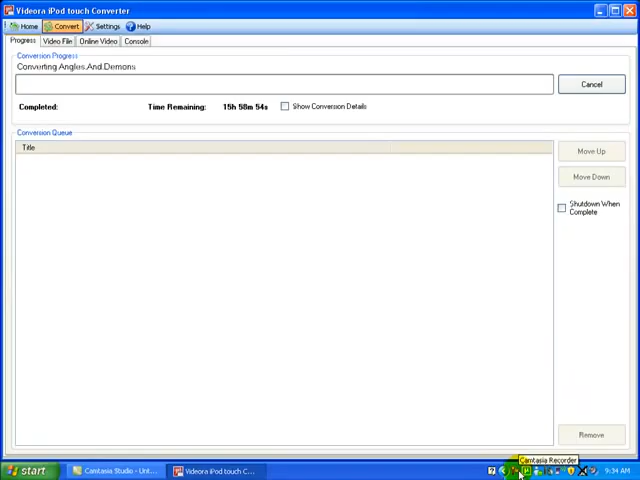 Videora iPod touch Converter
Home Convert Settings Help
Progress Video File Online Video Console
Conversion Progress
Converting Angles.And.Demons
Cancel
Completed: Time Remaining: 15h 58m 54s Show Conversion Details
Conversion Queue
Title
Move Up
Move Down
Shutdown When
Complete
Remove
Camtasia Recorder
start Camtasia Studio - Unt... Videora iPod touch C... 9:34 AM